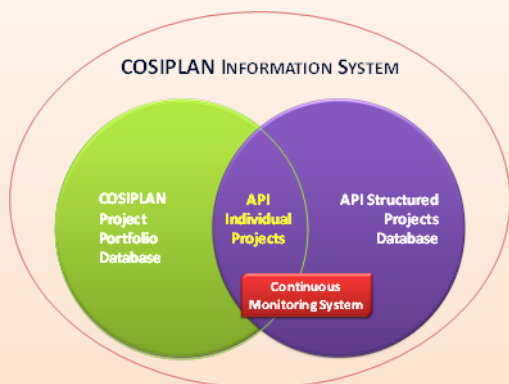 COSIPLAN INFORMATION SYSTEM
COSIPLAN
Project
Portfolio
Database
API
Individual
Projects
API Structured
Projects
Database
Continuous
Monitoring System